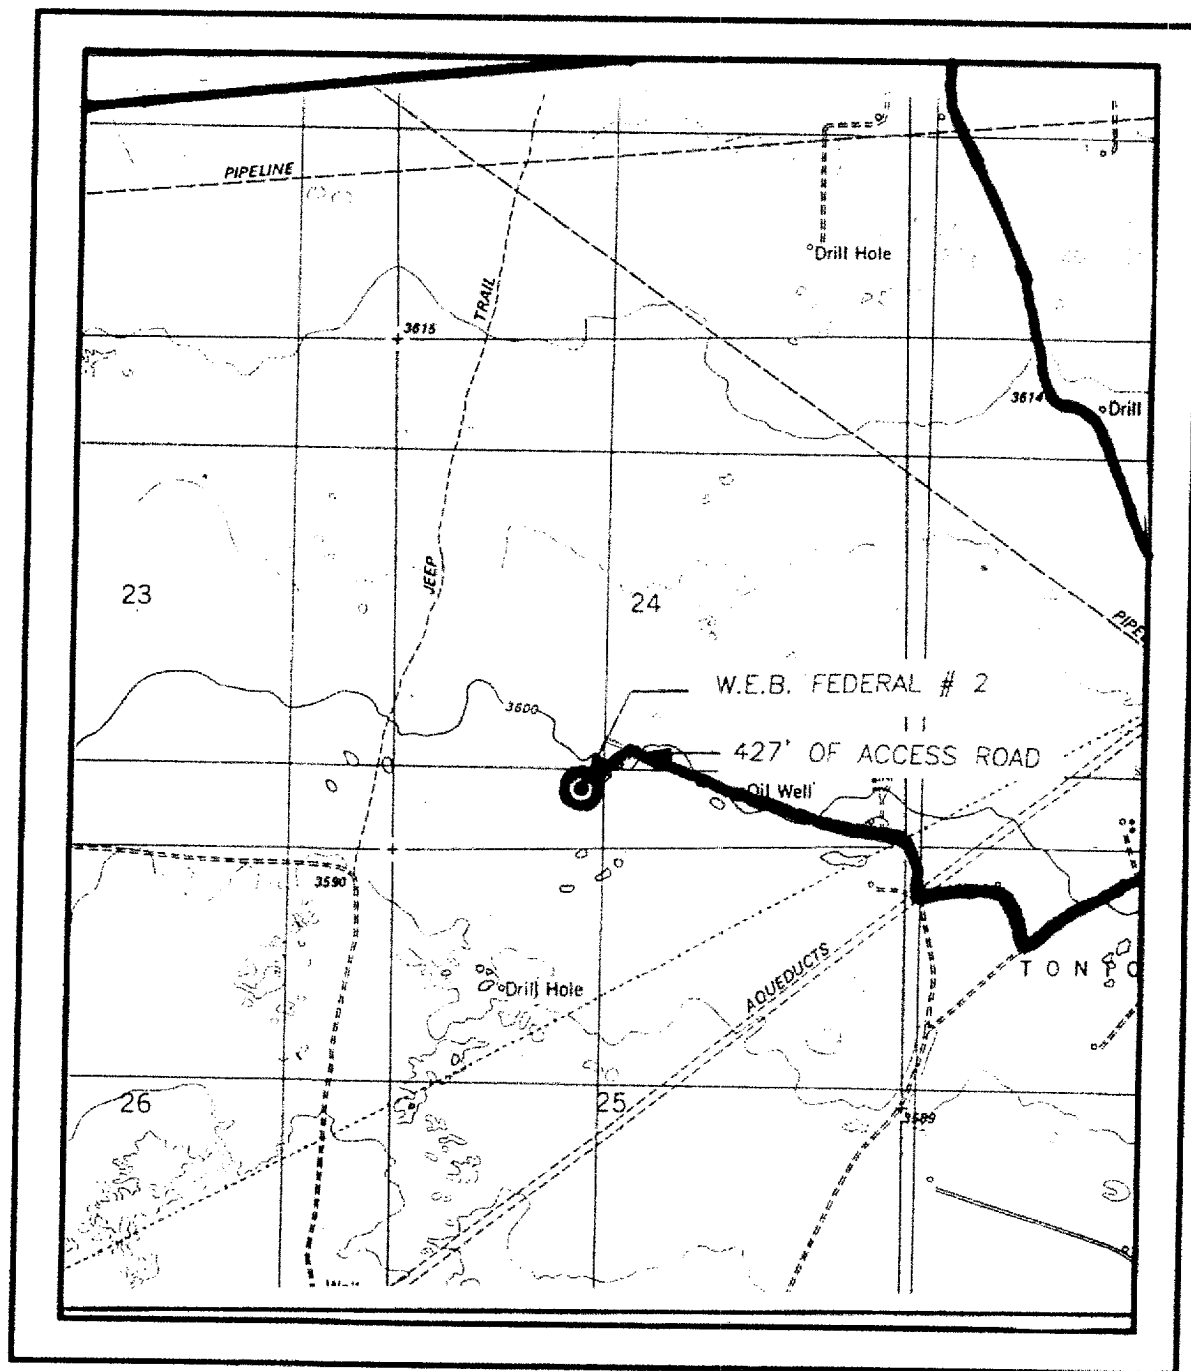 PIPELINE
Drill Hole
TRAIL
3615
3614
Drill
JEEP
23
24
PIPE
W.E.B. FEDERAL # 2
3600
427' OF ACCESS ROAD
Oil Well
3590
AQUEDUCTS
Drill Hole
26
25
3589